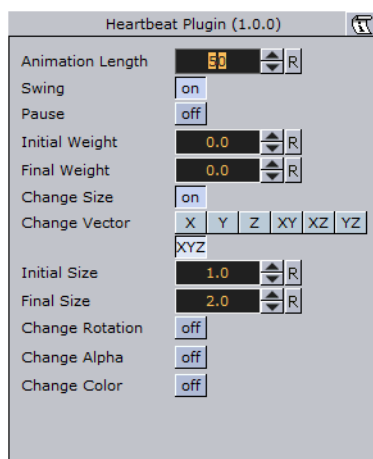 Heartbeat Plugin (1.0.0)
Animation Length 50 R
Swing on
Pause off
Initial Weight 0.0 R
Final Weight 0.0 R
Change Size on
Change Vector X Y Z XY XZ YZ
XYZ
Initial Size 1.0 R
Final Size 2.0 R
Change Rotation off
Change Alpha off
Change Color off